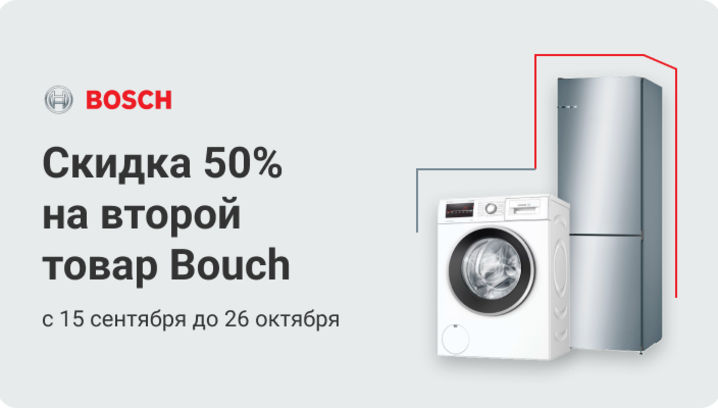 BOSCH
Скидка 50%
на второй
товар Bouch
с 15 сентября до 26 октября